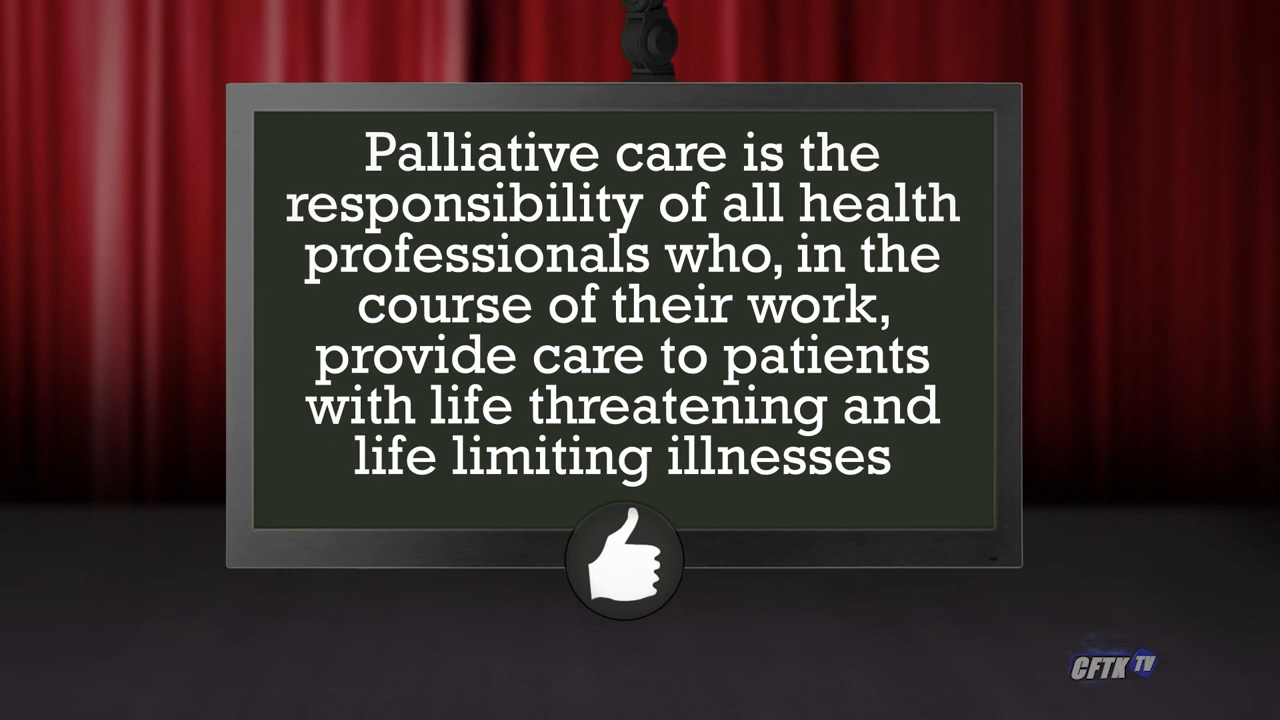 Palliative care is the
responsibility of all health
professionals who, in the
course of their work,
provide care to patients
with life threatening and
life limiting illnesses
CFTK TV